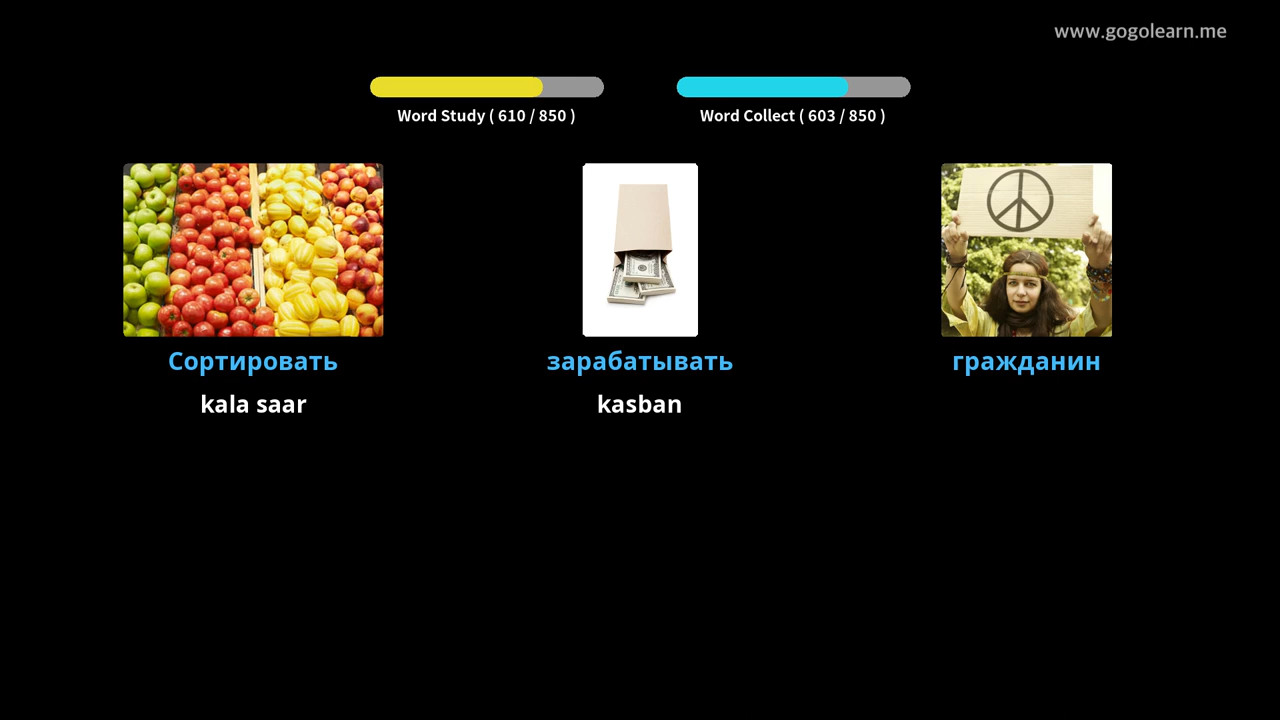 www.gogolearn.me
Word Study ( 610 / 850 )
Word Collect ( 603 / 850 )
Сортировать
зарабатывать
гражданин
kala saar
kasban